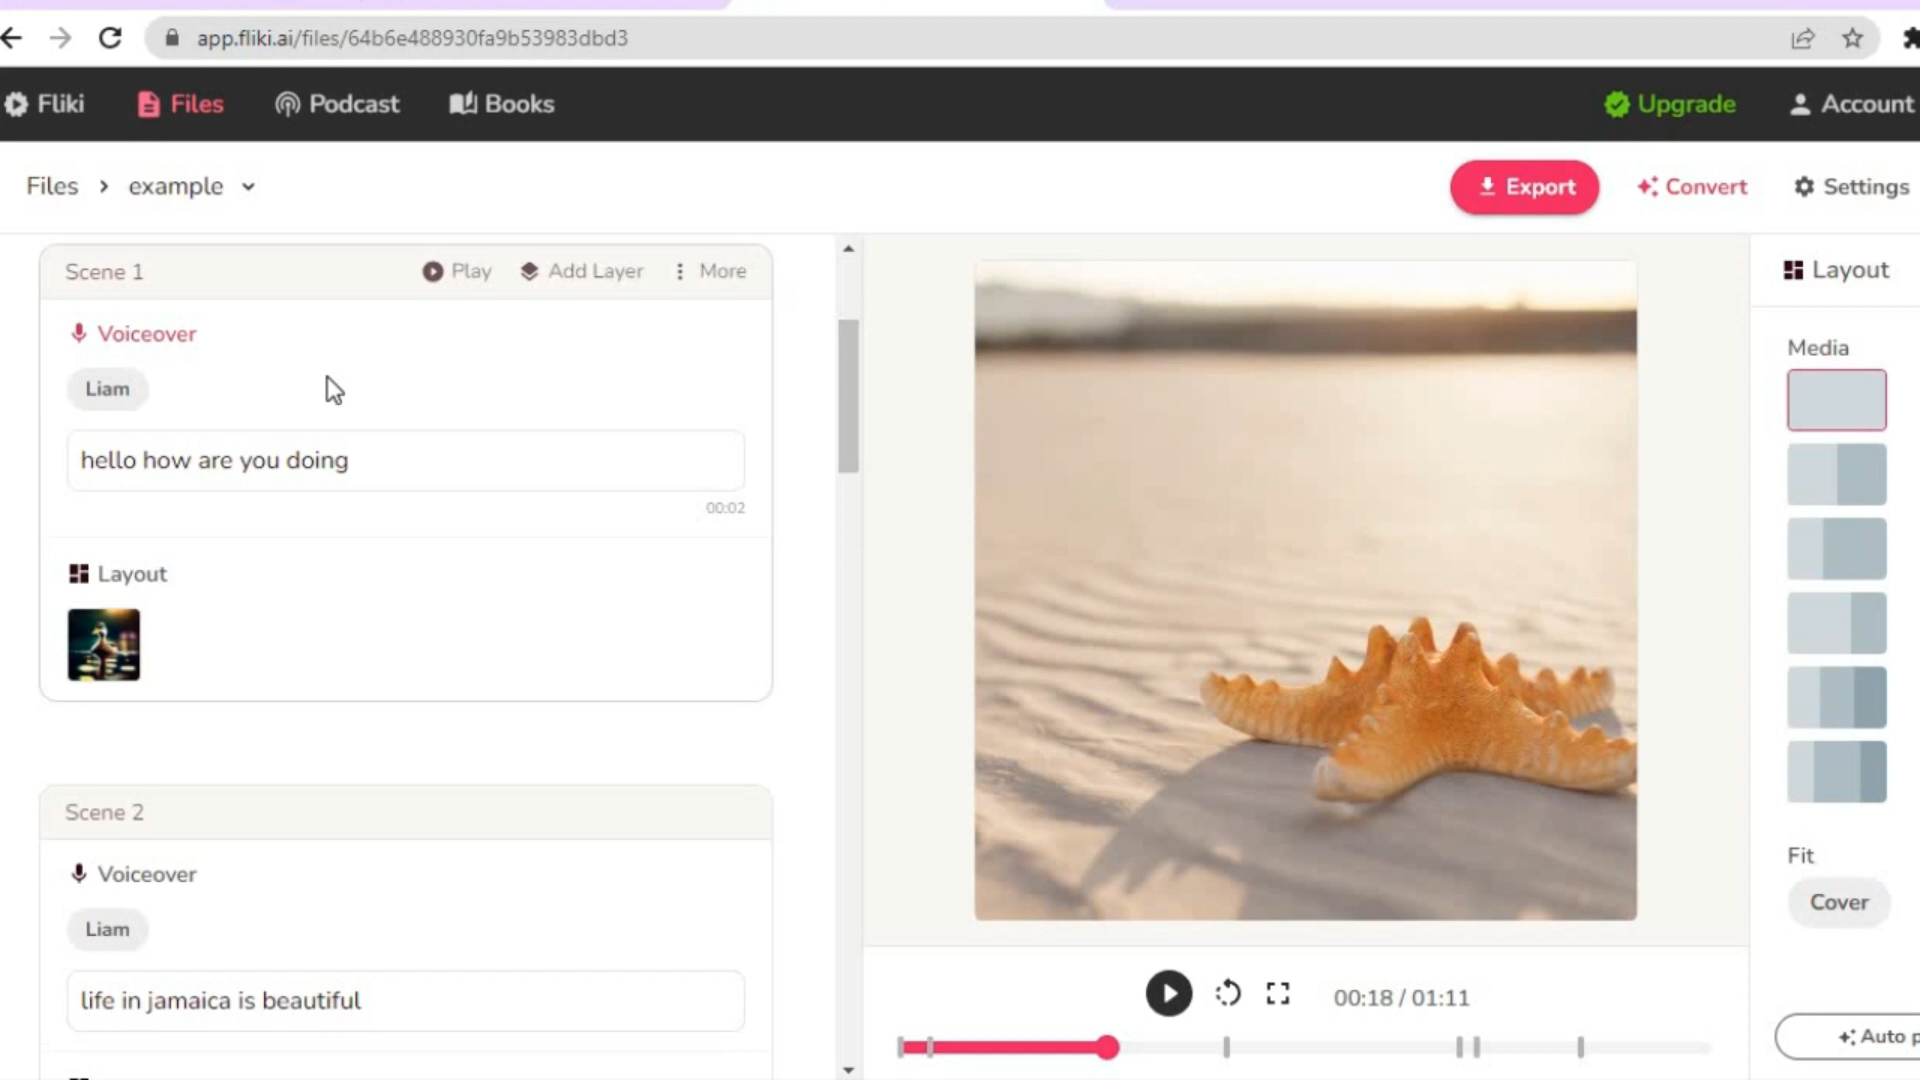 app.fliki.ai/files/64b6e488930fa9b53983dbd3
Fliki Files Podcast Books Upgrade Account
Files > example Export Convert Settings
Scene 1 Play Add Layer More
Voiceover
Liam
hello how are you doing
00:02
Layout
Scene 2
Voiceover
Liam
life in jamaica is beautiful
00:18 / 01:11
Layout
Media
Fit
Cover
Auto p